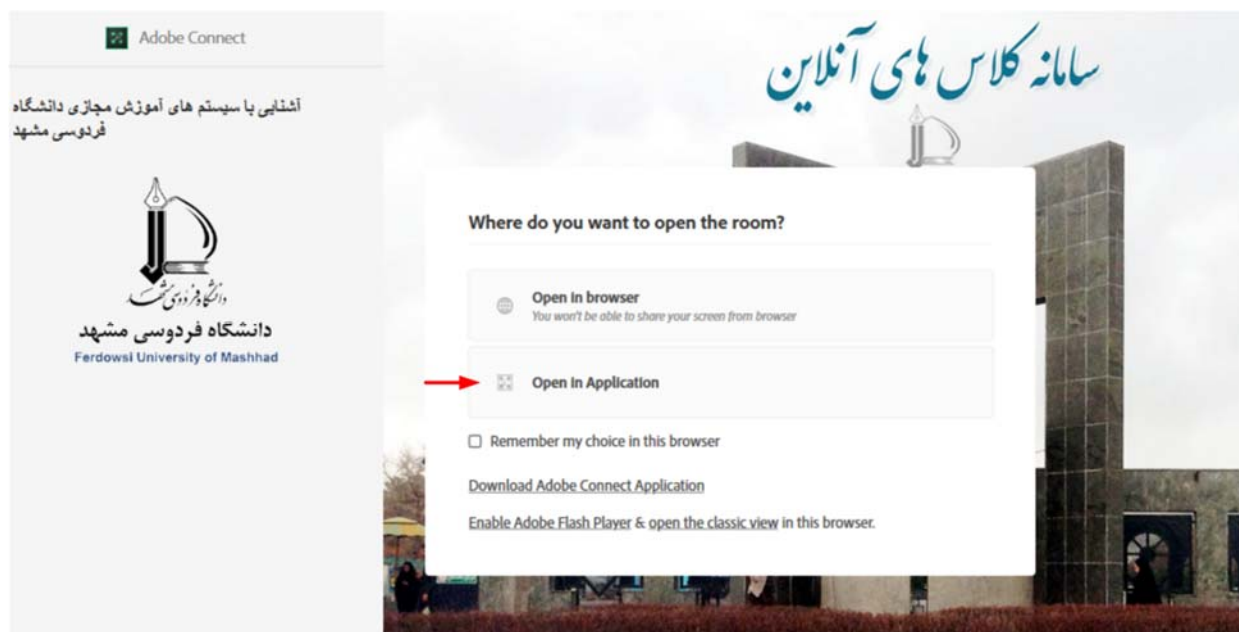 Adobe Connect
آشنایی با سیستم های آموزش مجازی دانشگاه
فردوسی مشهد
دانشگاه فردوسی مشهد
دانشگاه فردوسی مشهد
Ferdowsi University of Mashhad
سامانه کلاس های آنلاین
Where do you want to open the room?
Open in browser
You won't be able to share your screen from browser
Open in Application
Remember my choice in this browser
Download Adobe Connect Application
Enable Adobe Flash Player & open the classic view in this browser.